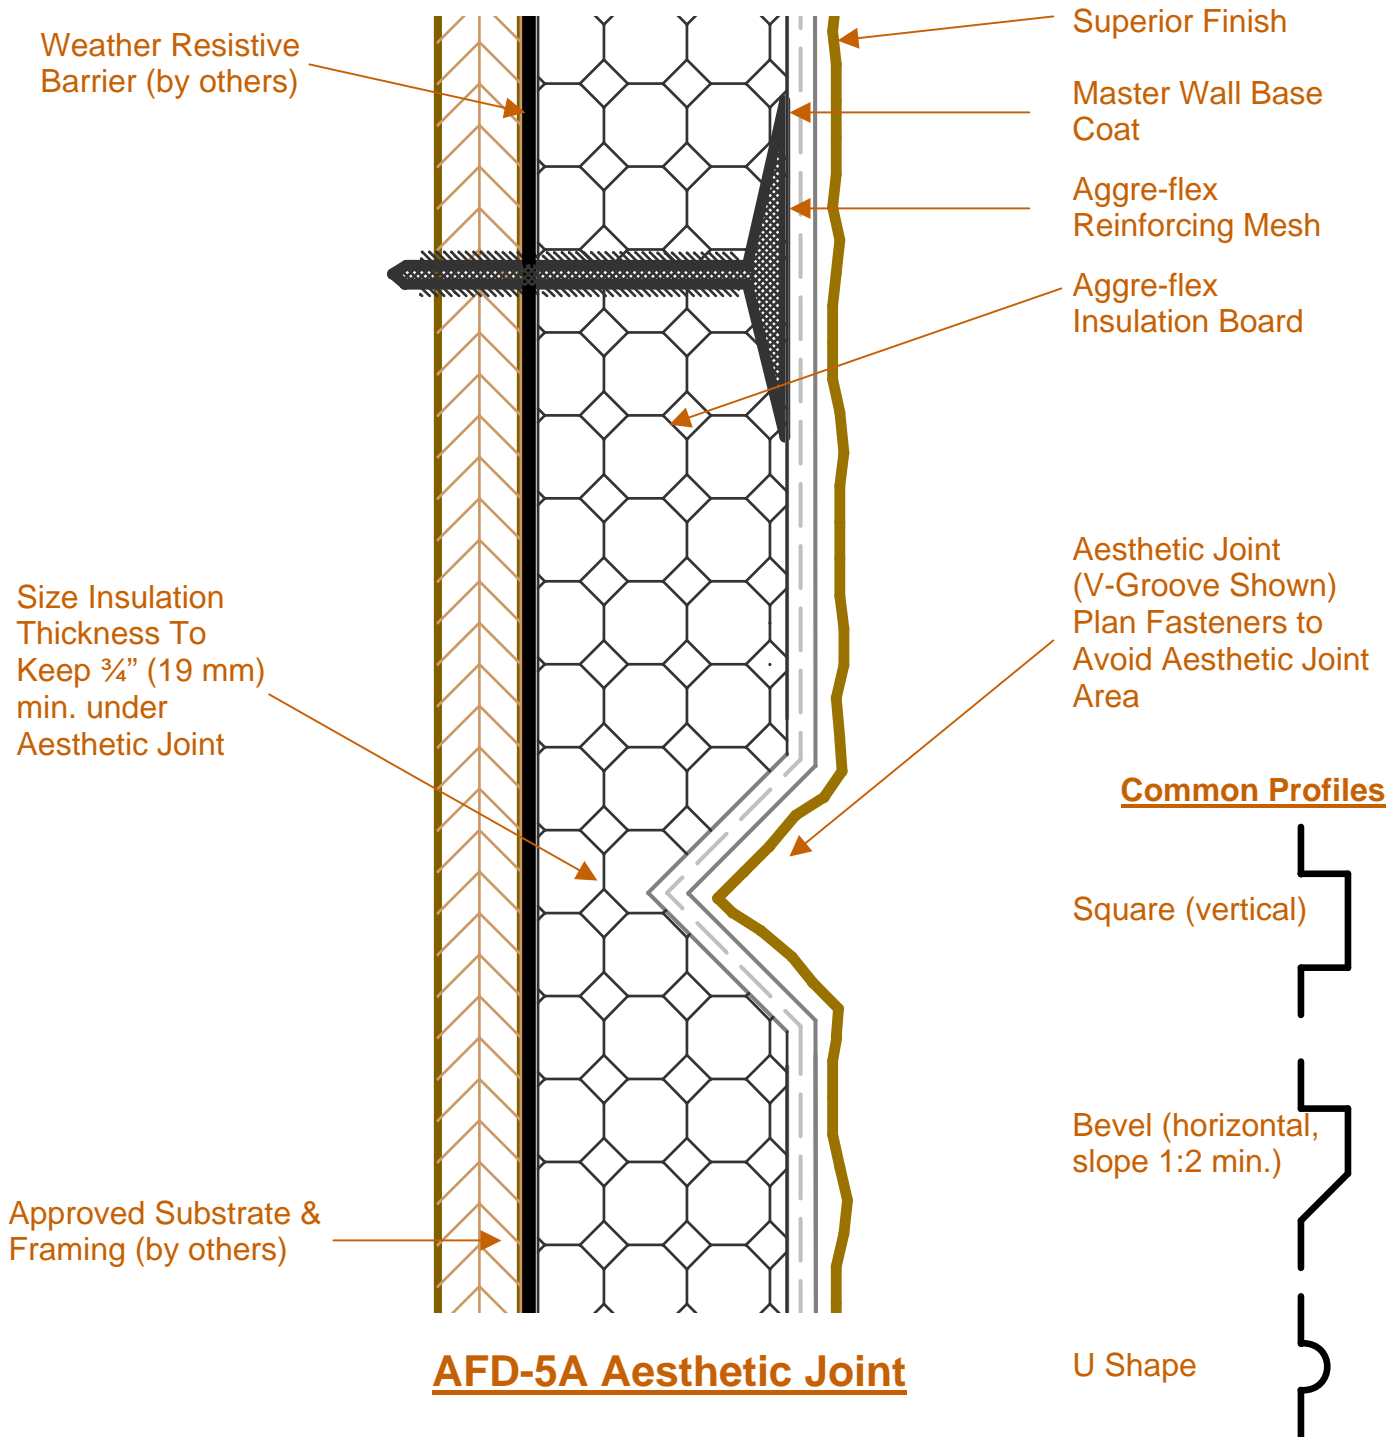 Weather Resistive
Barrier (by others)
Superior Finish
Master Wall Base
Coat
Aggre-flex
Reinforcing Mesh
Aggre-flex
Insulation Board
Size Insulation
Thickness To
Keep ¾” (19 mm)
min. under
Aesthetic Joint
Aesthetic Joint
(V-Groove Shown)
Plan Fasteners to
Avoid Aesthetic Joint
Area
Common Profiles
Square (vertical)
Bevel (horizontal,
slope 1:2 min.)
Approved Substrate &
Framing (by others)
U Shape
AFD-5A Aesthetic Joint